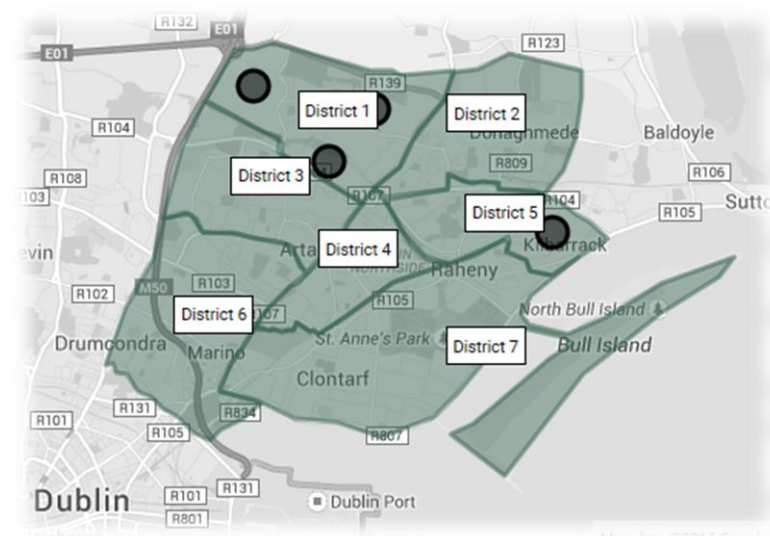 R132
E01
E01
R123
R139
District 1
District 2
R104
Donaghmede
Baldoyle
R809
R106
R108
District 3
R107
R104
103
District 5
R105
Sutto
Kilbarrack
District 4
evin
Raheny
R103
M50
R102
R105
North Bull Island
District 6
107
St. Anne's Park
Bull Island
Drumcondra
Marino
District 7
Clontarf
R131
R834
R101
R105
R807
R131
Dublin
R101
Dublin Port
R801